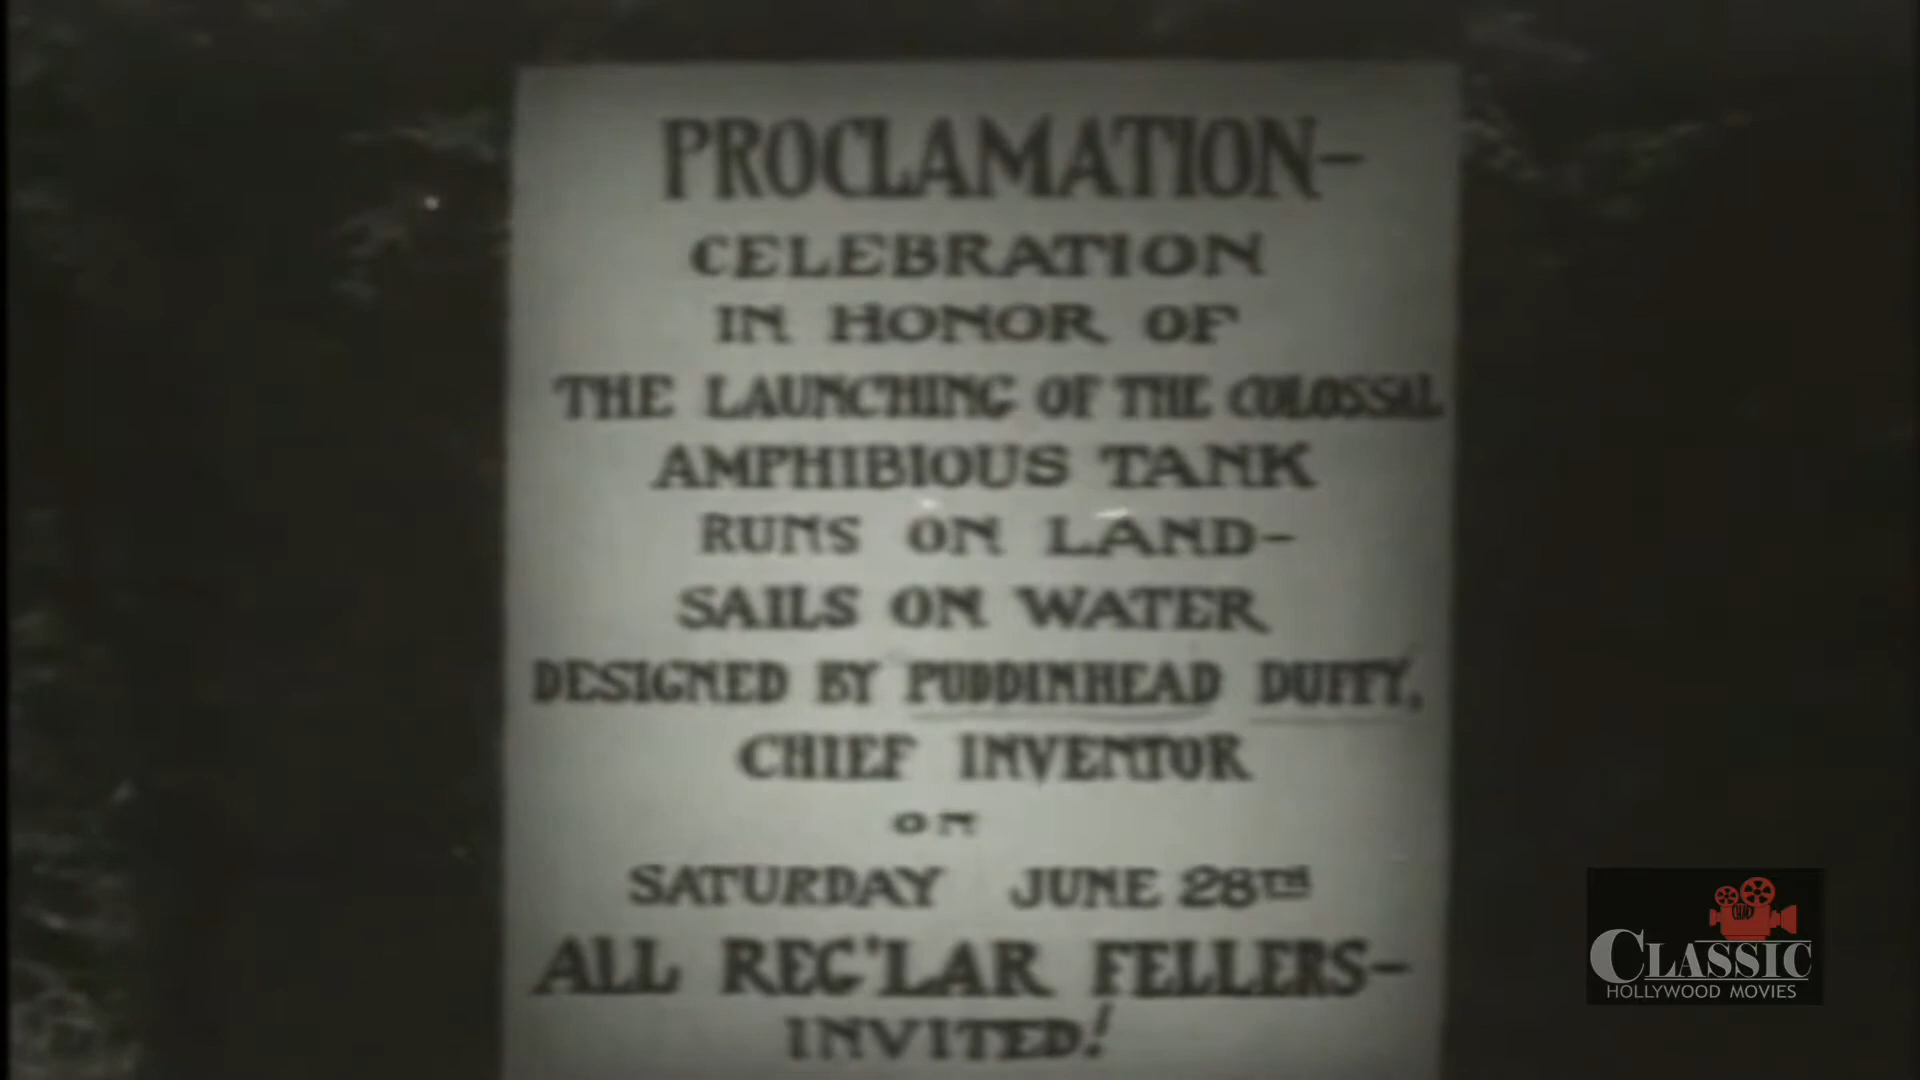 PROCLAMATION-
CELEBRATION
IN HONOR OF
THE LAUNCHING OF THE COLOSSAL
AMPHIBIOUS TANK
RUNS ON LAND-
SAILS ON WATER
DESIGNED BY PUDDINHEAD DUFFY,
CHIEF INVENTOR
ON
SATURDAY JUNE 28TH
ALL REG'LAR FELLERS-
INVITED!
CHM
CLASSIC
HOLLYWOOD MOVIES